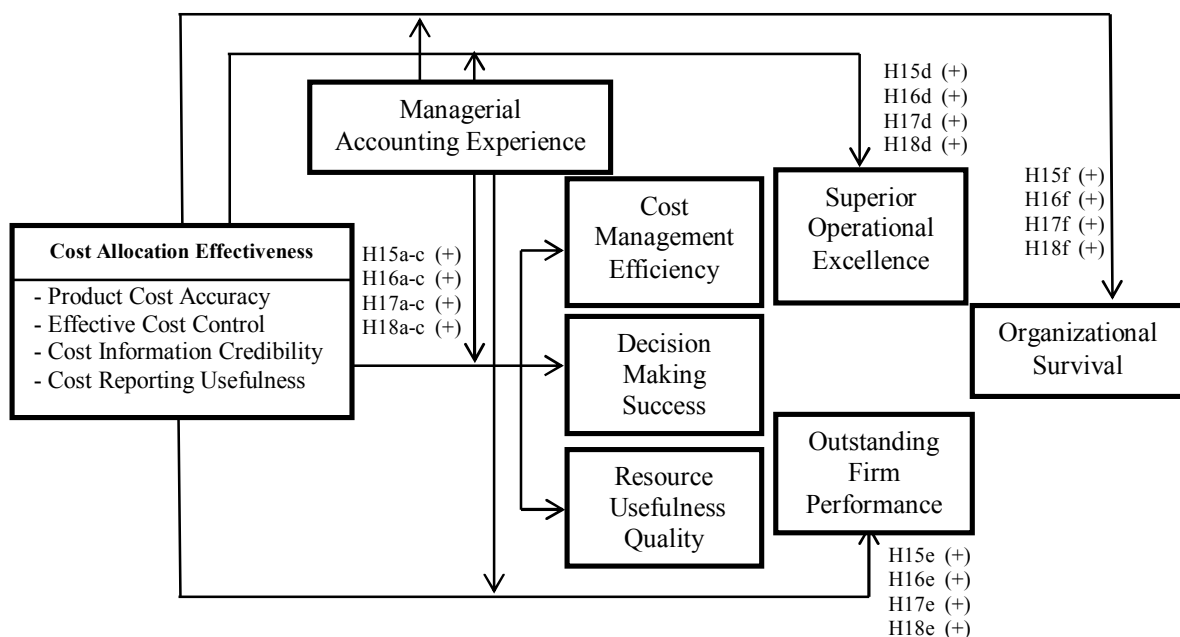 Managerial
Accounting Experience
H15d (+)
H16d (+)
H17d (+)
H18d (+)
H15f (+)
H16f (+)
H17f (+)
H18f (+)
Cost Allocation Effectiveness
- Product Cost Accuracy
- Effective Cost Control
- Cost Information Credibility
- Cost Reporting Usefulness
H15a-c (+)
H16a-c (+)
H17a-c (+)
H18a-c (+)
Cost
Management
Efficiency
Superior
Operational
Excellence
Decision
Making
Success
Organizational
Survival
Resource
Usefulness
Quality
Outstanding
Firm
Performance
H15e (+)
H16e (+)
H17e (+)
H18e (+)